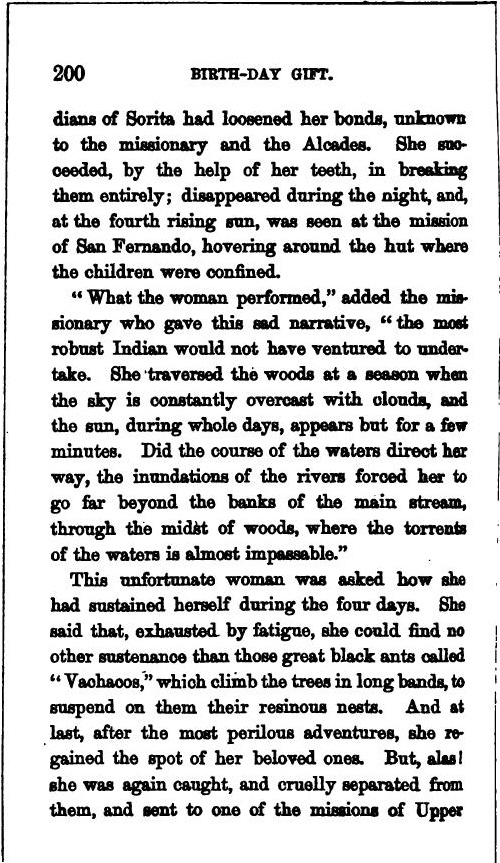 200 BIRTH-DAY GIFT.
dians of Sorita had loosened her bonds, unknown
to the missionary and the Alcades. She suc-
ceeded, by the help of her teeth, in breaking
them entirely; disappeared during the night, and,
at the fourth rising sun, was seen at the mission
of San Fernando, hovering around the hut where
the children were confined.
“What the woman performed,” added the mis-
sionary who gave this sad narrative, “the most
robust Indian would not have ventured to under-
take. She traversed the woods at a season when
the sky is constantly overcast with clouds, and
the sun, during whole days, appears but for a few
minutes. Did the course of the waters direct her
way, the inundations of the rivers forced her to
go far beyond the banks of the main stream,
through the midst of woods, where the torrents
of the waters is almost impassable.”
This unfortunate woman was asked how she
had sustained herself during the four days. She
said that, exhausted by fatigue, she could find no
other sustenance than those great black ants called
“Vachacos,” which climb the trees in long bands, to
suspend on them their resinous nests. And at
last, after the most perilous adventures, she re-
gained the spot of her beloved ones. But, alas!
she was again caught, and cruelly separated from
them, and sent to one of the missions of Upper